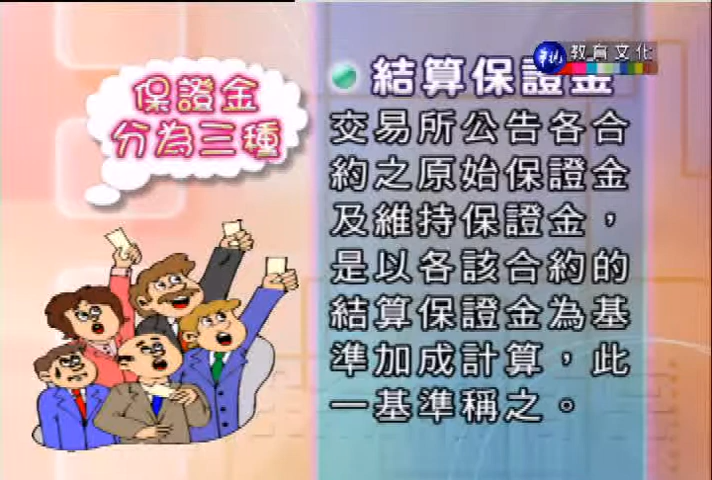 保證金
分為三種
結算保證金
華視 教育文化
交易所公告各合
約之原始保證金
及維持保證金，
是以各該合約的
結算保證金為基
準加成計算，此
一基準稱之。